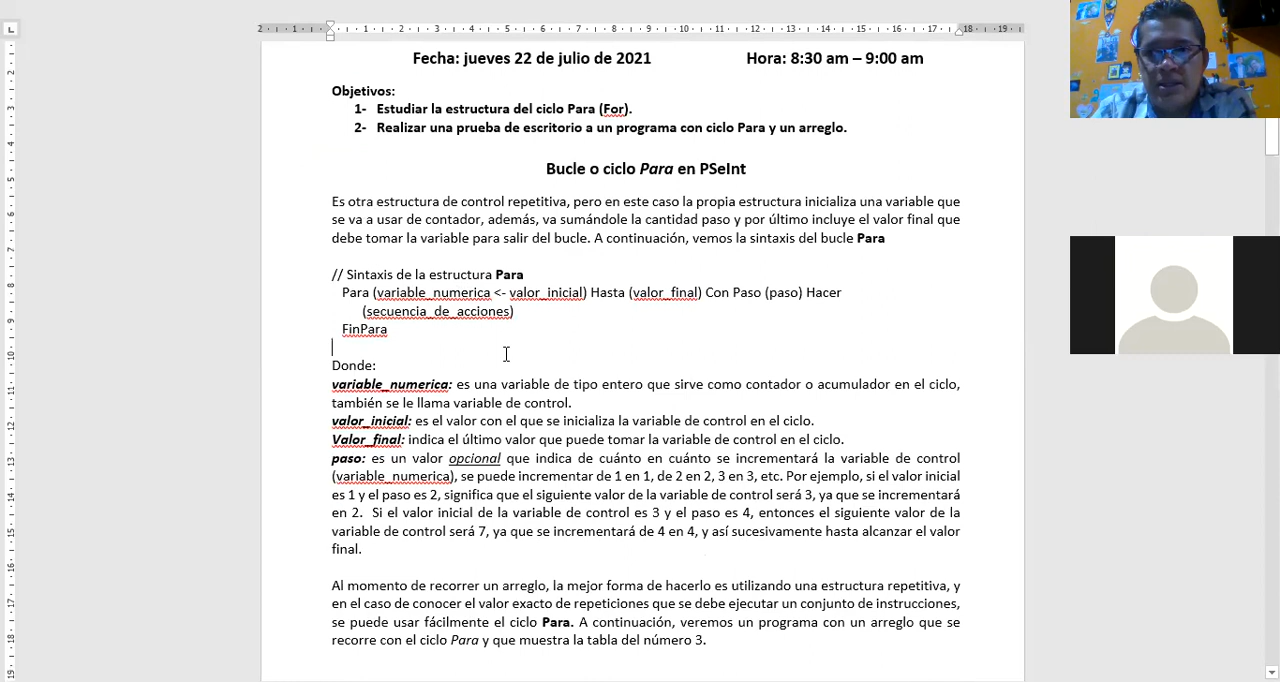 Fecha: jueves 22 de julio de 2021 Hora: 8:30 am – 9:00 am
Objetivos:
1- Estudiar la estructura del ciclo Para (For).
2- Realizar una prueba de escritorio a un programa con ciclo Para y un arreglo.
Bucle o ciclo Para en PSeInt
Es otra estructura de control repetitiva, pero en este caso la propia estructura inicializa una variable que
se va a usar de contador, además, va sumándole la cantidad paso y por último incluye el valor final que
debe tomar la variable para salir del bucle. A continuación, vemos la sintaxis del bucle Para
// Sintaxis de la estructura Para
Para (variable_numerica <- valor_inicial) Hasta (valor_final) Con Paso (paso) Hacer
(secuencia_de_acciones)
FinPara
Donde:
variable_numerica: es una variable de tipo entero que sirve como contador o acumulador en el ciclo,
también se le llama variable de control.
valor_inicial: es el valor con el que se inicializa la variable de control en el ciclo.
Valor_final: indica el último valor que puede tomar la variable de control en el ciclo.
paso: es un valor opcional que indica de cuánto en cuánto se incrementará la variable de control
(variable_numerica), se puede incrementar de 1 en 1, de 2 en 2, 3 en 3, etc. Por ejemplo, si el valor inicial
es 1 y el paso es 2, significa que el siguiente valor de la variable de control será 3, ya que se incrementará
en 2. Si el valor inicial de la variable de control es 3 y el paso es 4, entonces el siguiente valor de la
variable de control será 7, ya que se incrementará de 4 en 4, y así sucesivamente hasta alcanzar el valor
final.
Al momento de recorrer un arreglo, la mejor forma de hacerlo es utilizando una estructura repetitiva, y
en el caso de conocer el valor exacto de repeticiones que se debe ejecutar un conjunto de instrucciones,
se puede usar fácilmente el ciclo Para. A continuación, veremos un programa con un arreglo que se
recorre con el ciclo Para y que muestra la tabla del número 3.